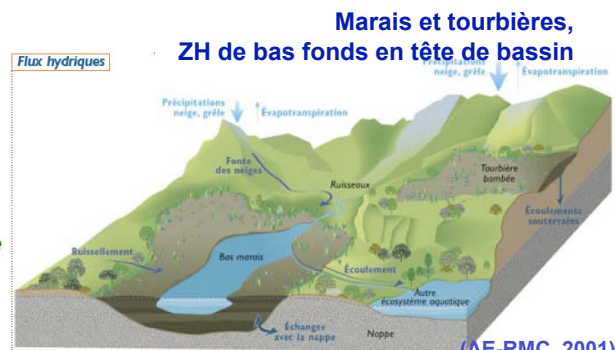 Marais et tourbières,
ZH de bas fonds en tête de bassin
Flux hydriques
Précipitations
neige, grêle
Évapotranspiration
Précipitations
neige, grêle
Évapotranspiration
Fonte
des neiges
Ruisseaux
Tourbière
bombée
Écoulements
souterrains
Ruissellement
Bas marais
Écoulement
Autre
écosystème aquatique
Échanges
avec la nappe
Nappe
(AE-RMC, 2001)